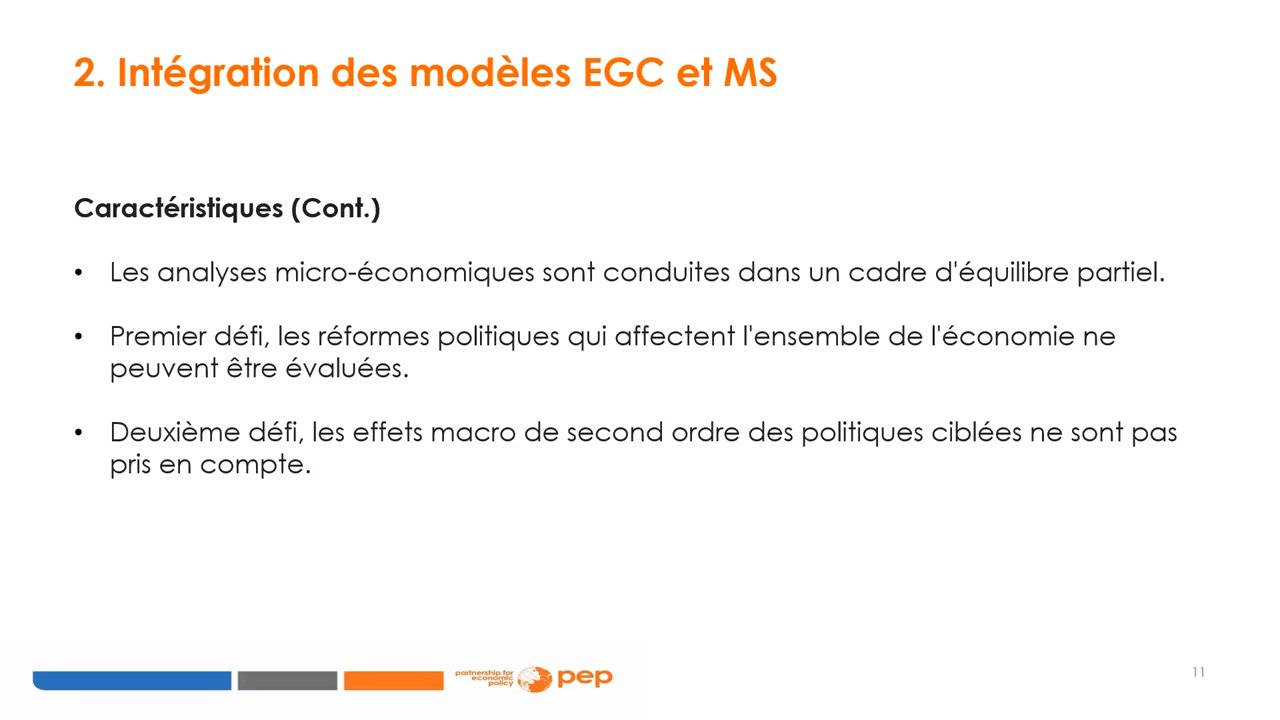 2. Intégration des modèles EGC et MS
Caractéristiques (Cont.)
• Les analyses micro-économiques sont conduites dans un cadre d'équilibre partiel.
• Premier défi, les réformes politiques qui affectent l'ensemble de l'économie ne
peuvent être évaluées.
• Deuxième défi, les effets macro de second ordre des politiques ciblées ne sont pas
pris en compte.
partnership for
economic
policy
pep
11